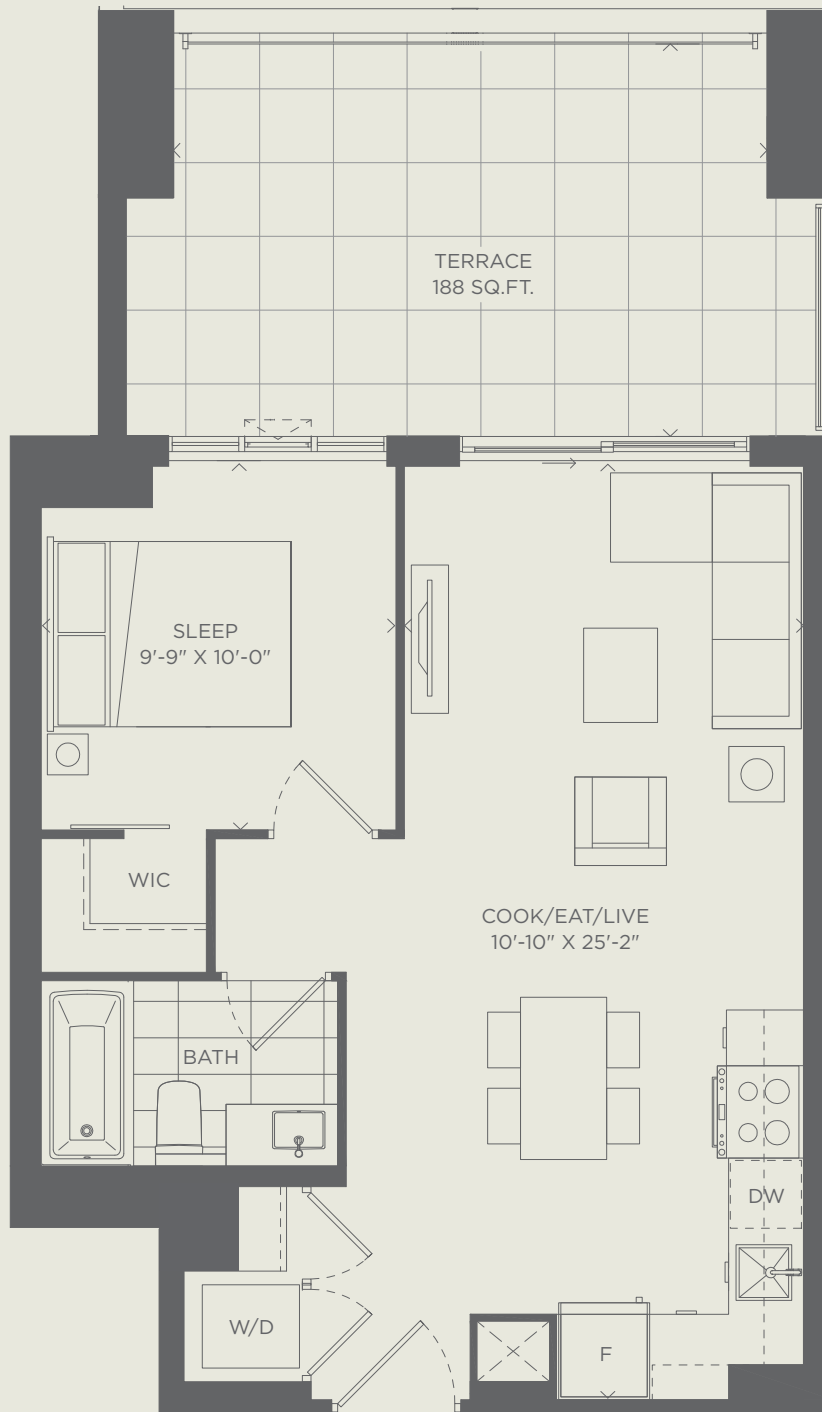 TERRACE
188 SQ.FT.
SLEEP
9'-9" X 10'-0"
WIC
COOK/EAT/LIVE
10'-10" X 25'-2"
BATH
DW
W/D
F